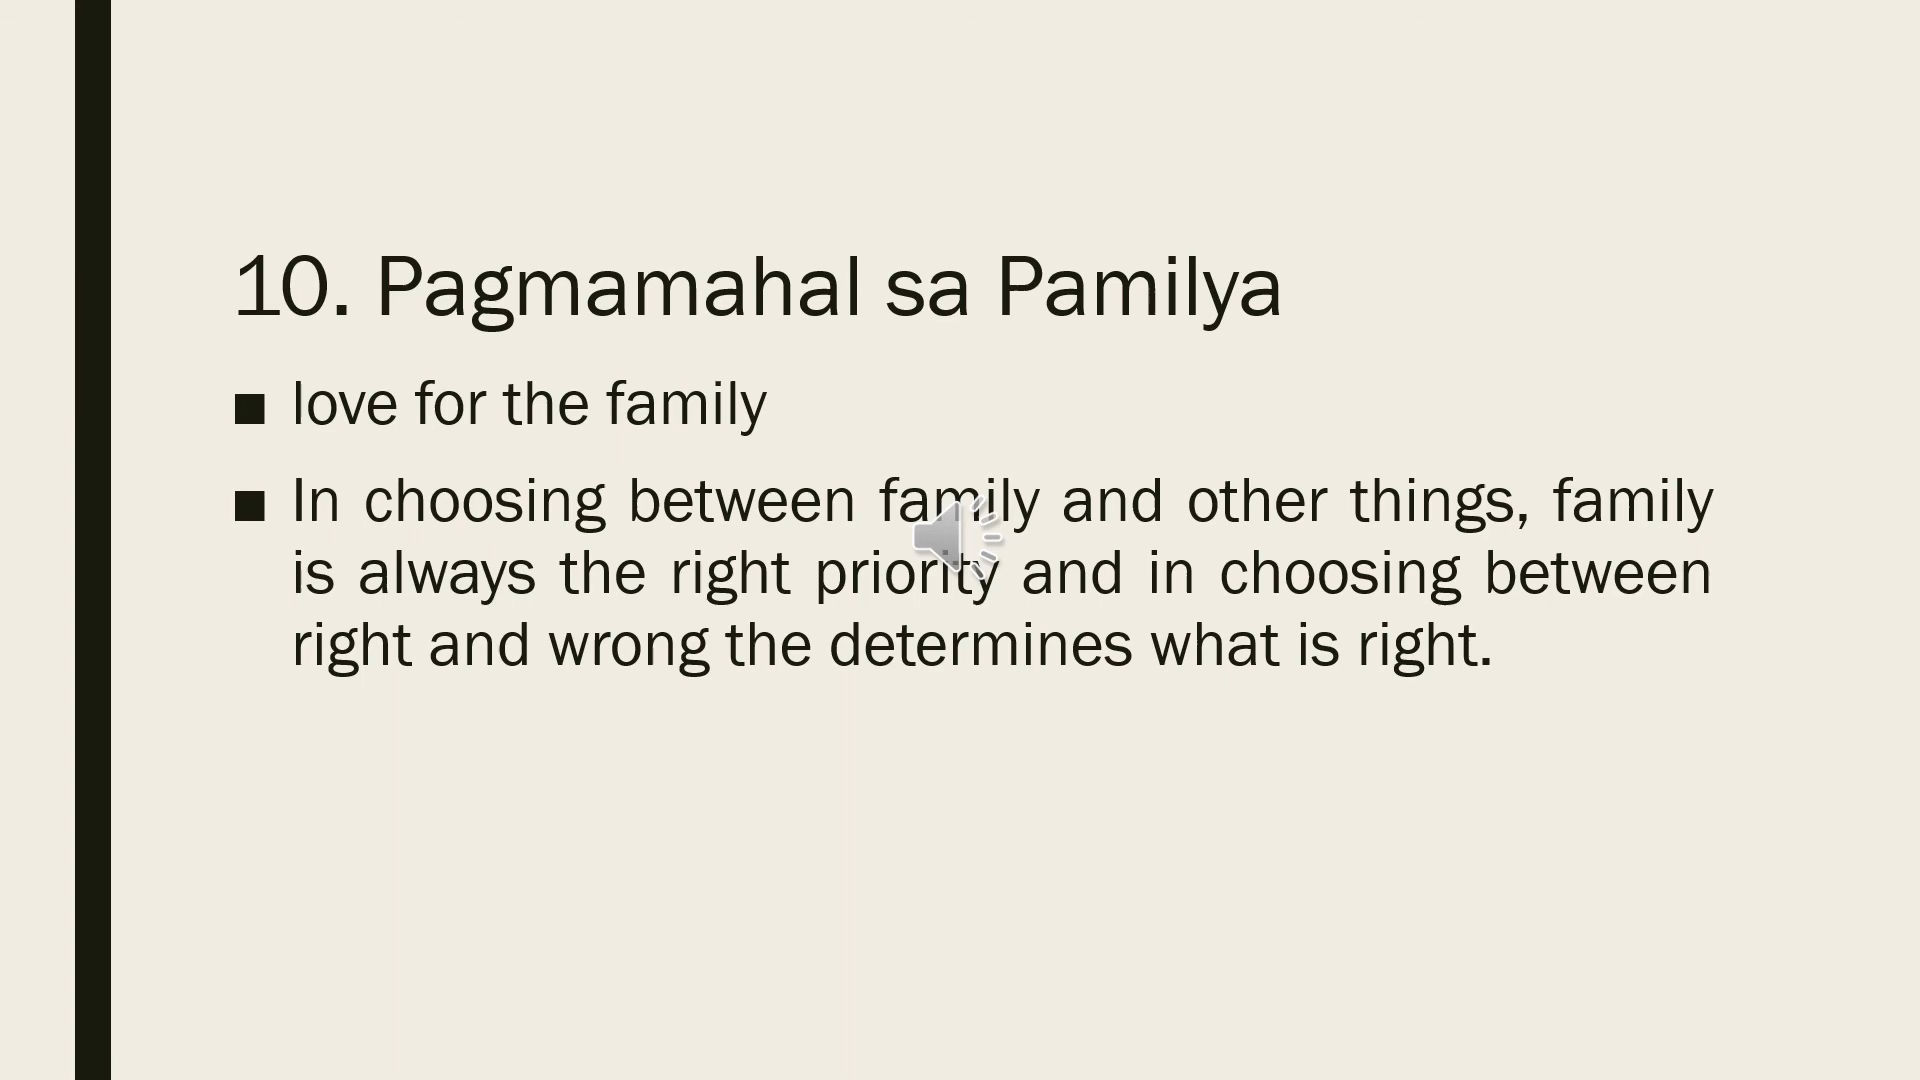 10. Pagmamahal sa Pamilya
■ love for the family
■ In choosing between family and other things, family
is always the right priority and in choosing between
right and wrong the determines what is right.